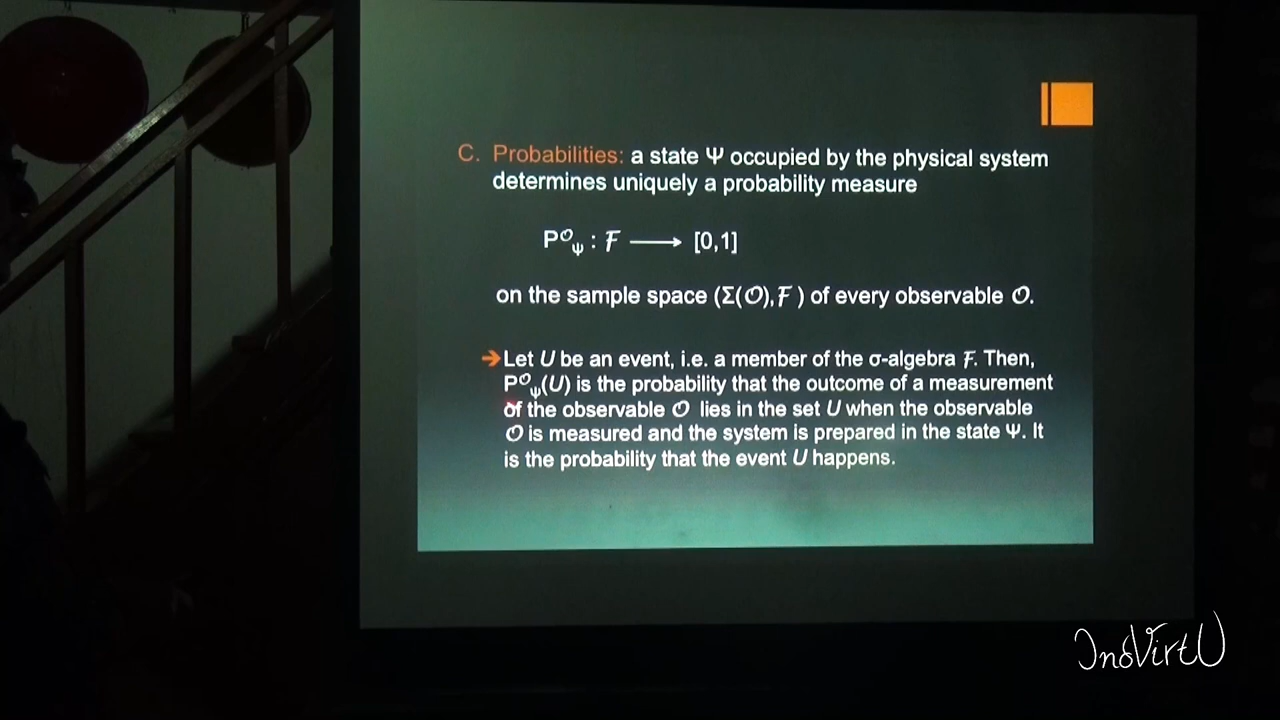 C. Probabilities: a state Ψ occupied by the physical system
determines uniquely a probability measure
P^𝒪_Ψ : ℱ ⟶ [0,1]
on the sample space (Σ(𝒪),ℱ ) of every observable 𝒪.
➔ Let U be an event, i.e. a member of the σ-algebra ℱ. Then,
P^𝒪_Ψ(U) is the probability that the outcome of a measurement
of the observable 𝒪 lies in the set U when the observable
𝒪 is measured and the system is prepared in the state Ψ. It
is the probability that the event U happens.
InoVirtU